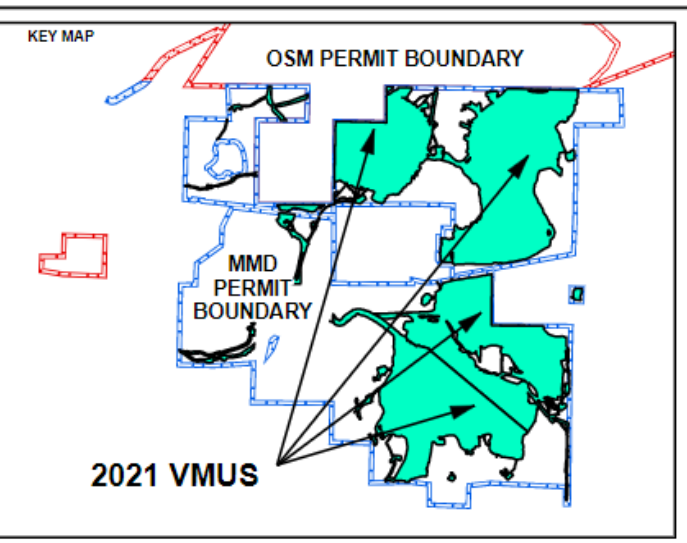 KEY MAP
OSM PERMIT BOUNDARY
MMD
PERMIT
BOUNDARY
2021 VMUS